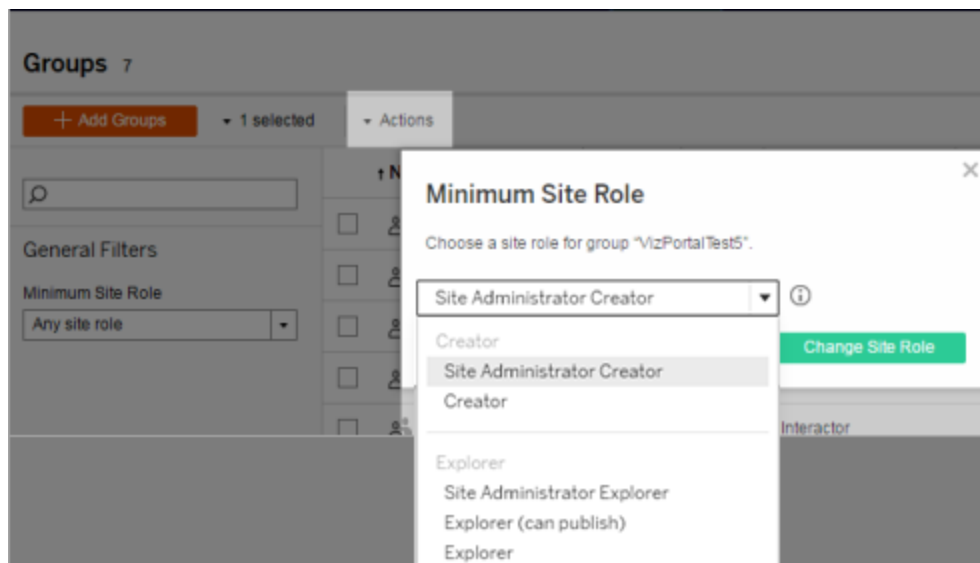 Groups 7
+ Add Groups
1 selected
Actions
↑ N
General Filters
Minimum Site Role
Any site role
Minimum Site Role
Choose a site role for group "VizPortalTest5".
Site Administrator Creator
Change Site Role
Creator
Site Administrator Creator
Creator
Interactor
Explorer
Site Administrator Explorer
Explorer (can publish)
Explorer